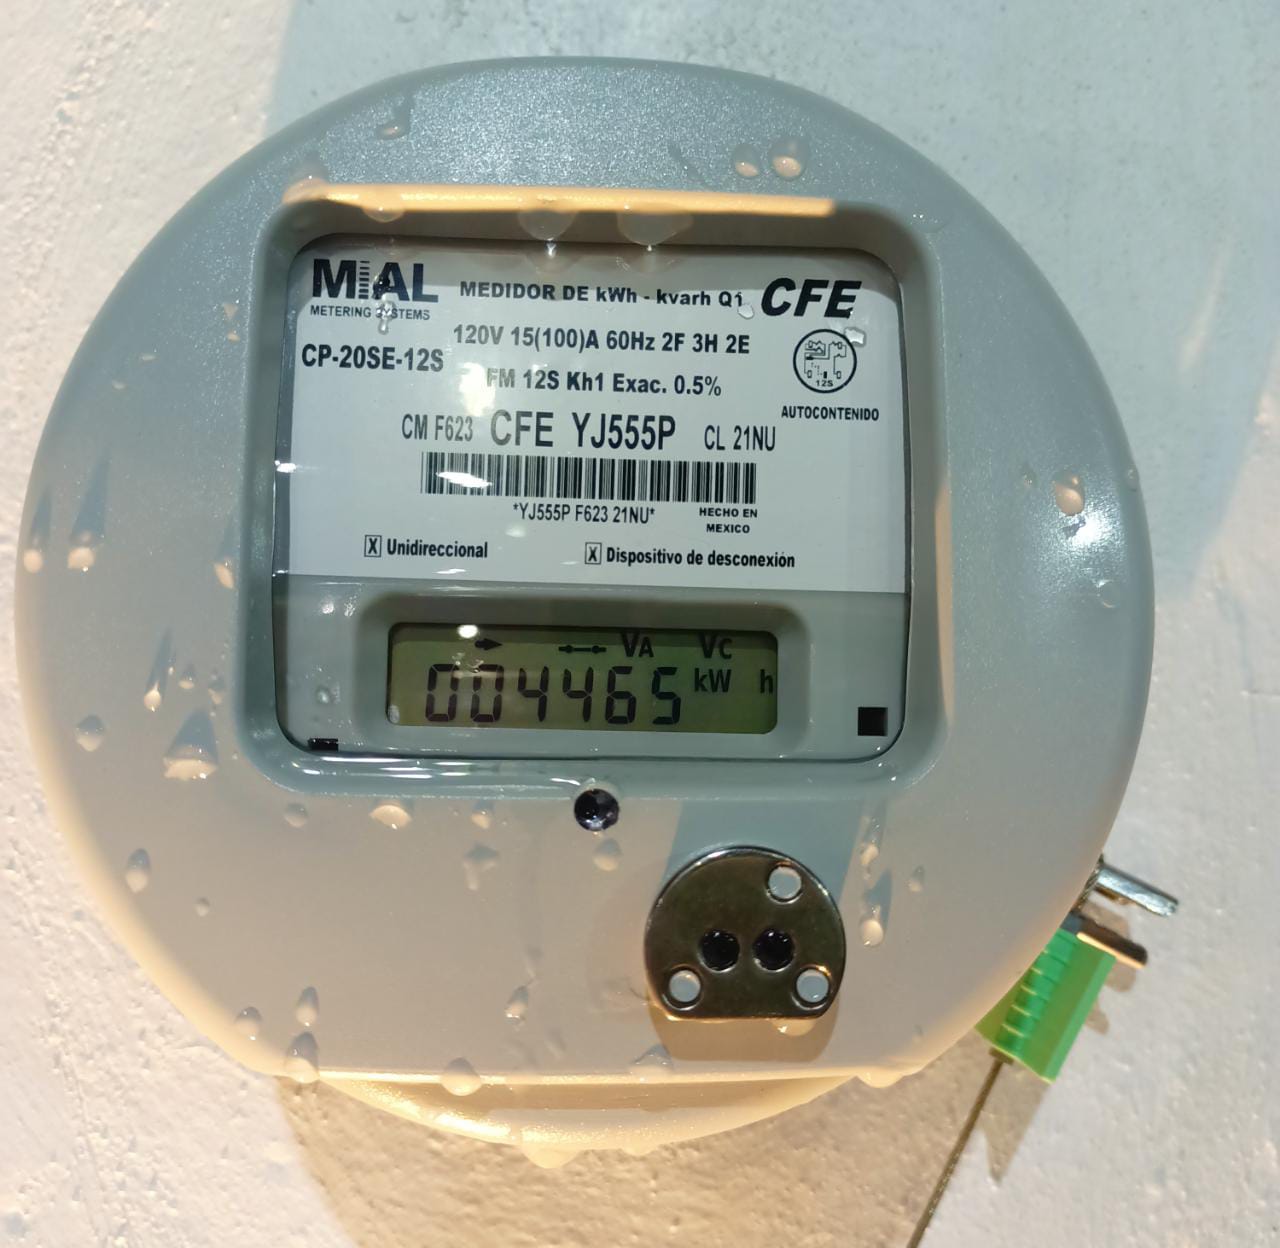 MIAL
METERING SYSTEMS
MEDIDOR DE kWh - kvarh Q1
CFE
120V 15(100)A 60Hz 2F 3H 2E
CP-20SE-12S
FM 12S Kh1 Exac. 0.5%
12S
AUTOCONTENIDO
CM F623 CFE YJ555P CL 21NU
*YJ555P F623 21NU*
HECHO EN
MEXICO
X Unidireccional
X Dispositivo de desconexión
VA VC
004465 kW h